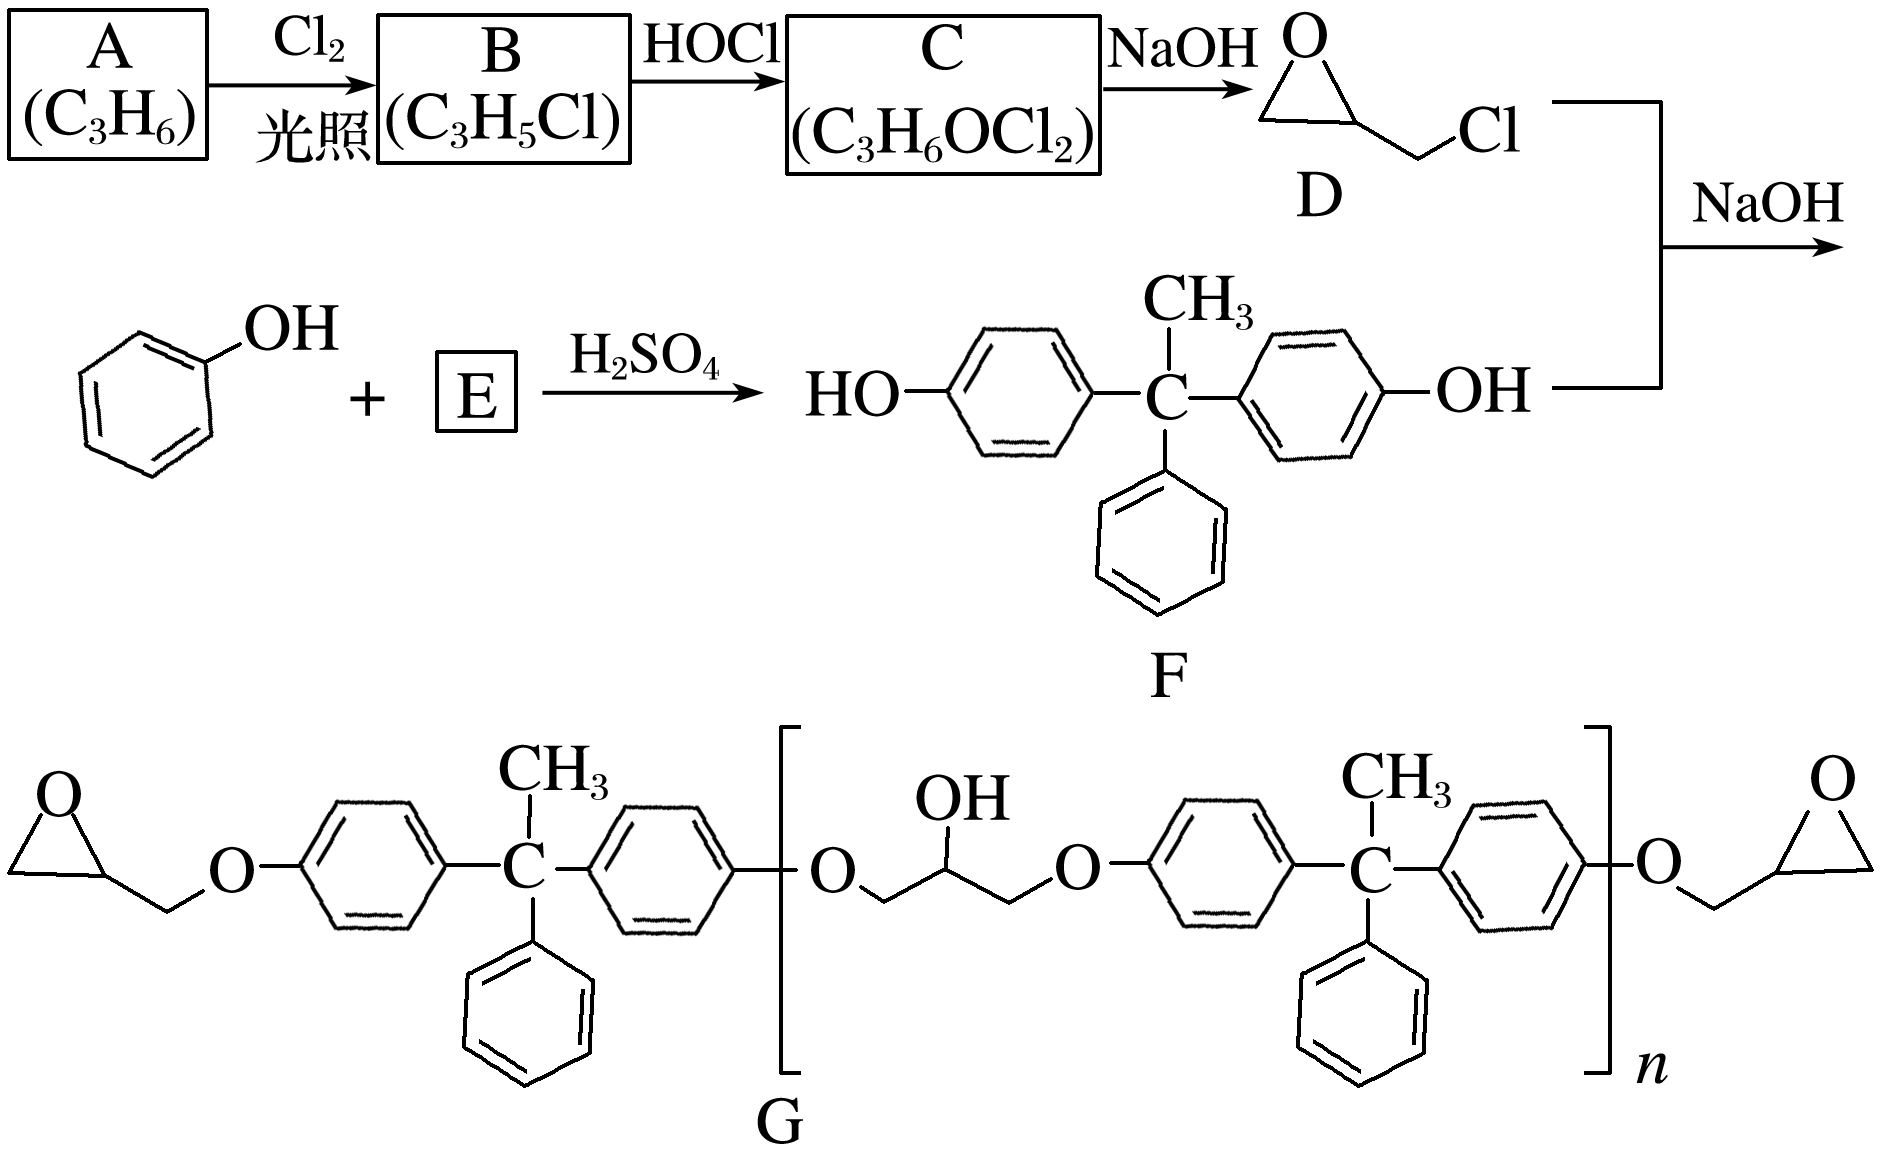 A Cl₂ B HOCl C NaOH O
(C₃H₆) 光照 (C₃H₅Cl) (C₃H₆OCl₂) Cl
D
NaOH
OH + E H₂SO₄ CH₃
HO C OH
F
O CH₃ OH CH₃ O
O C O O C O
n
G